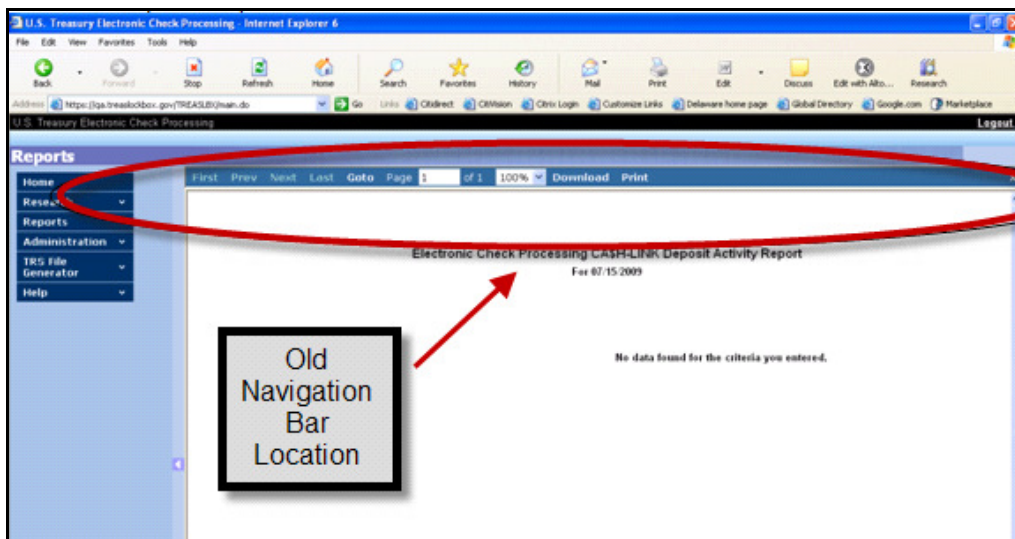 U.S. Treasury Electronic Check Processing - Internet Explorer 6
File Edit View Favorites Tools Help
Back Forward Stop Refresh Home Search Favorites History Mail Print Edit Discuss Edit with Alto... Research
Address https://qa.treaslockbox.gov/TREASLBX/main.do Go Links Citidirect CitiVision Citrix Login Customize Links Delaware home page Global Directory Google.com Marketplace
U.S. Treasury Electronic Check Processing Logout
Reports
First Prev Next Last Goto Page 1 of 1 100% Download Print
Home
Research
Reports
Administration
TRS File
Generator
Help
Electronic Check Processing CA$H-LINK Deposit Activity Report
For 07/15/2009
No data found for the criteria you entered.
Old
Navigation
Bar
Location